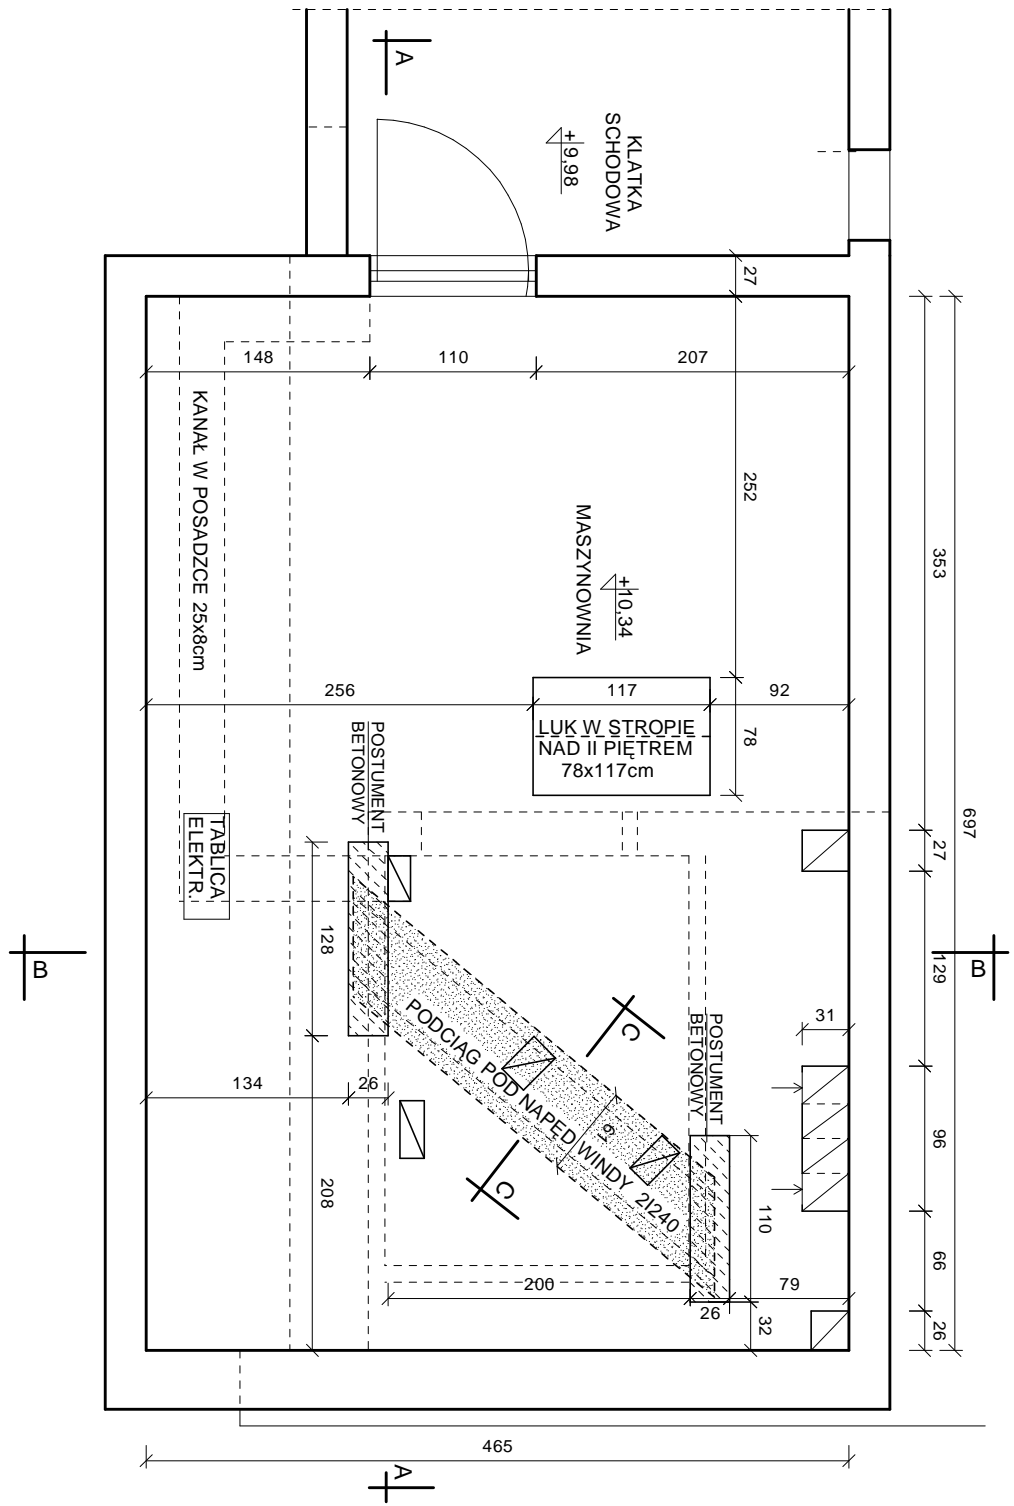 A
KLATKA
SCHODOWA
+9,98
27
148
110
207
252
353
697
KANAŁ W POSADZCE 25x8cm
MASZYNOWNIA
+10,34
256
117
92
78
LUK W STROPIE
NAD II PIĘTREM
78x117cm
POSTUMENT
BETONOWY
TABLICA
ELEKTR.
27
128
B
B
129
31
C
POSTUMENT
BETONOWY
PODCIĄG POD NAPĘD WINDY 2I240
134
26
96
C
208
110
66
200
26
79
32
26
465
A